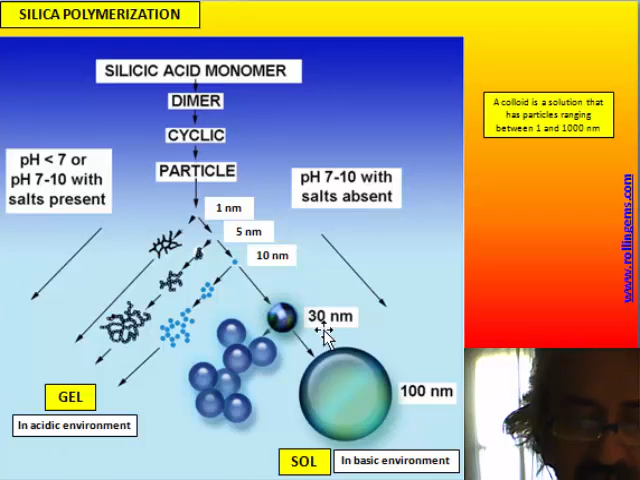 SILICA POLYMERIZATION
SILICIC ACID MONOMER
DIMER
CYCLIC
PARTICLE
pH < 7 or
pH 7-10 with
salts present
pH 7-10 with
salts absent
1 nm
5 nm
10 nm
30 nm
100 nm
GEL
In acidic environment
SOL
In basic environment
A colloid is a solution that
has particles ranging
between 1 and 1000 nm
www.rollingems.com